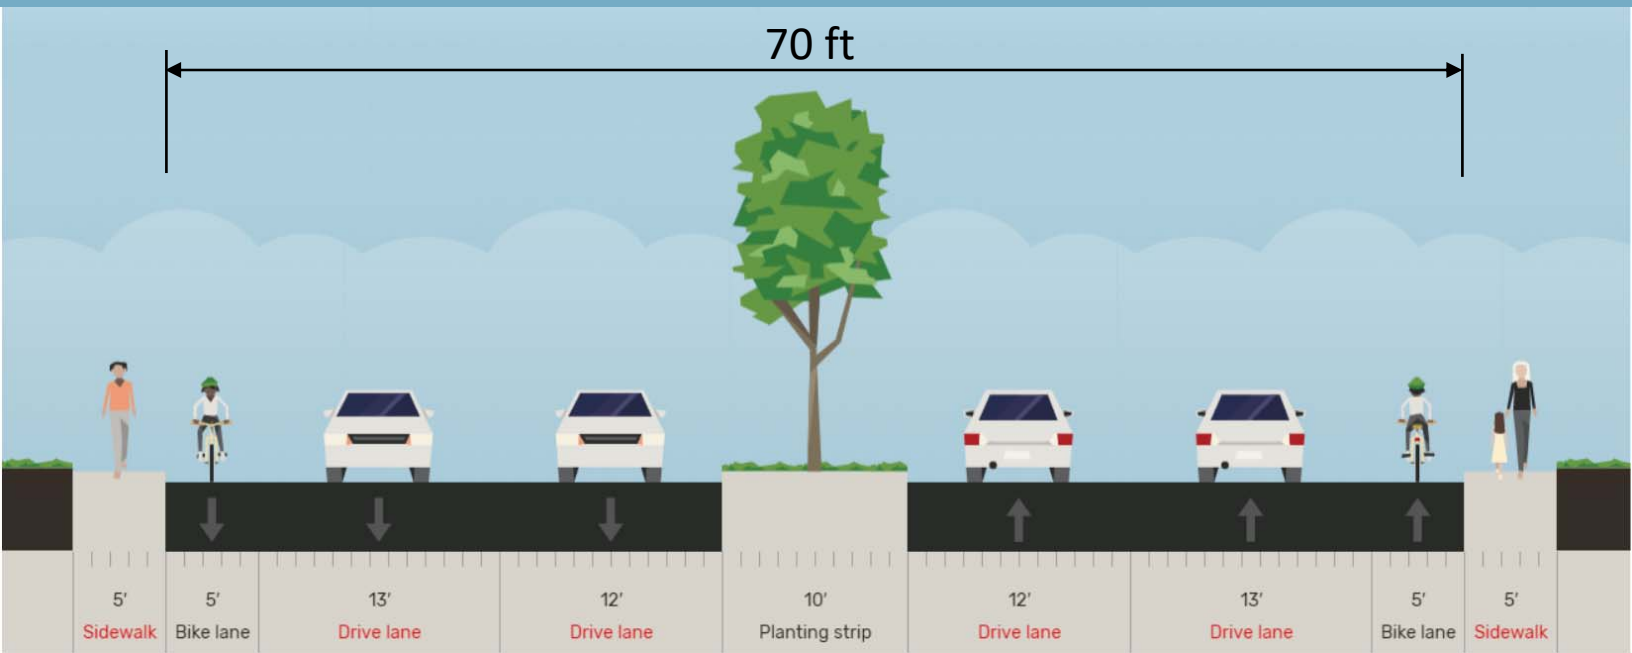 70 ft
5' 5' 13' 12' 10' 12' 13' 5' 5'
Sidewalk Bike lane Drive lane Drive lane Planting strip Drive lane Drive lane Bike lane Sidewalk